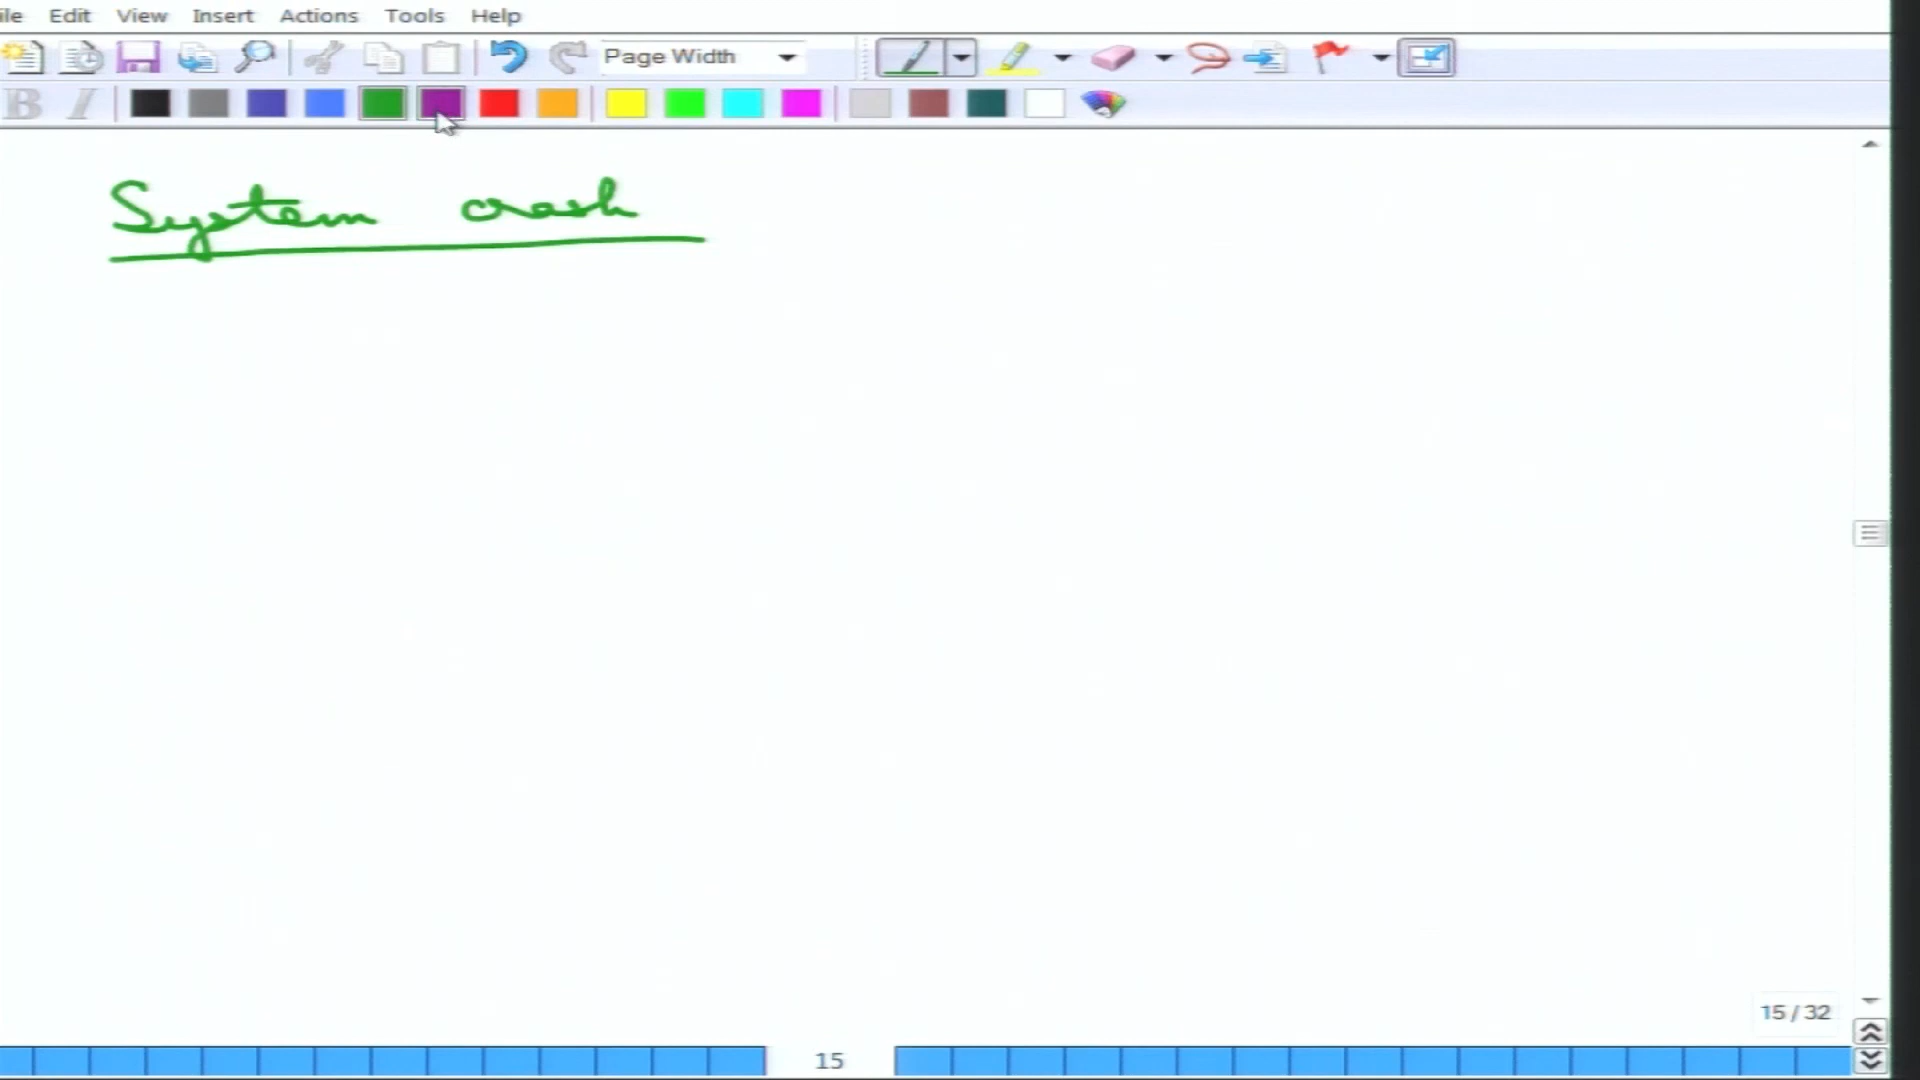 ile Edit View Insert Actions Tools Help
Page Width
B I
System crash
15 / 32
15